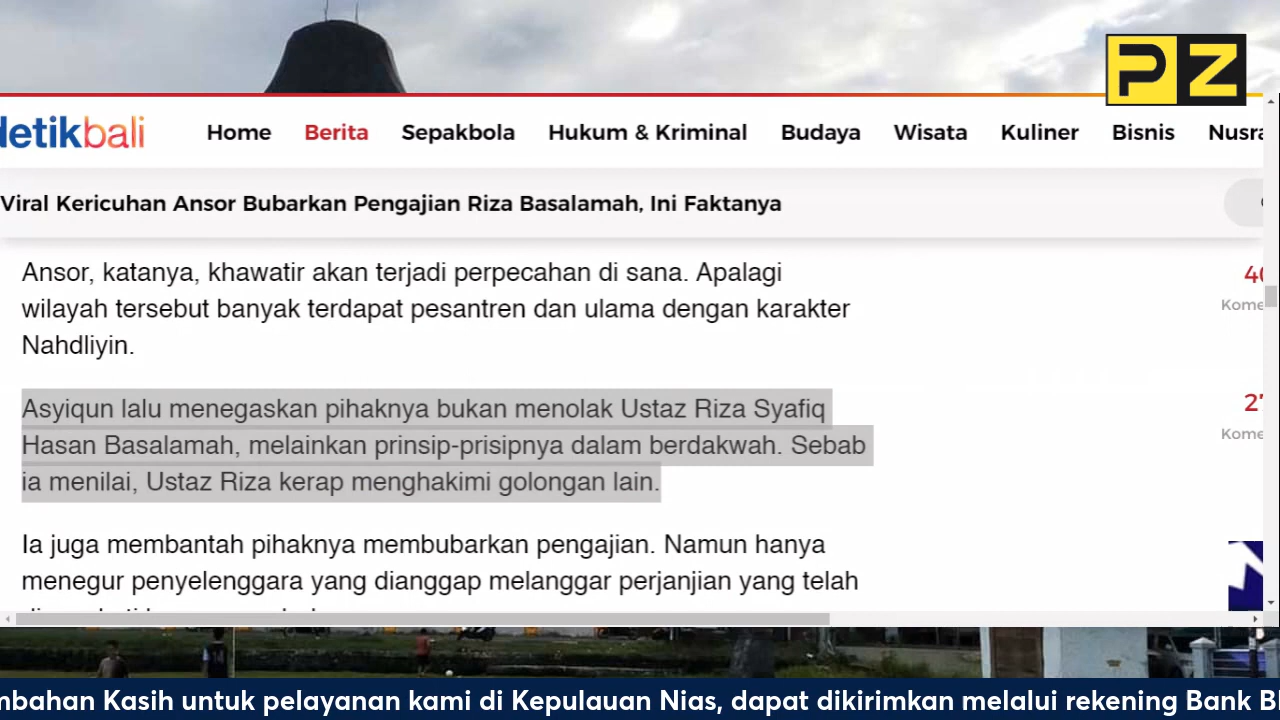 PZ
detikbali
Home Berita Sepakbola Hukum & Kriminal Budaya Wisata Kuliner Bisnis
Viral Kericuhan Ansor Bubarkan Pengajian Riza Basalamah, Ini Faktanya
Ansor, katanya, khawatir akan terjadi perpecahan di sana. Apalagi
wilayah tersebut banyak terdapat pesantren dan ulama dengan karakter
Nahdliyin.
Asyiqun lalu menegaskan pihaknya bukan menolak Ustaz Riza Syafiq
Hasan Basalamah, melainkan prinsip-prisipnya dalam berdakwah. Sebab
ia menilai, Ustaz Riza kerap menghakimi golongan lain.
Ia juga membantah pihaknya membubarkan pengajian. Namun hanya
menegur penyelenggara yang dianggap melanggar perjanjian yang telah
mbahan Kasih untuk pelayanan kami di Kepulauan Nias, dapat dikirimkan melalui rekening Bank